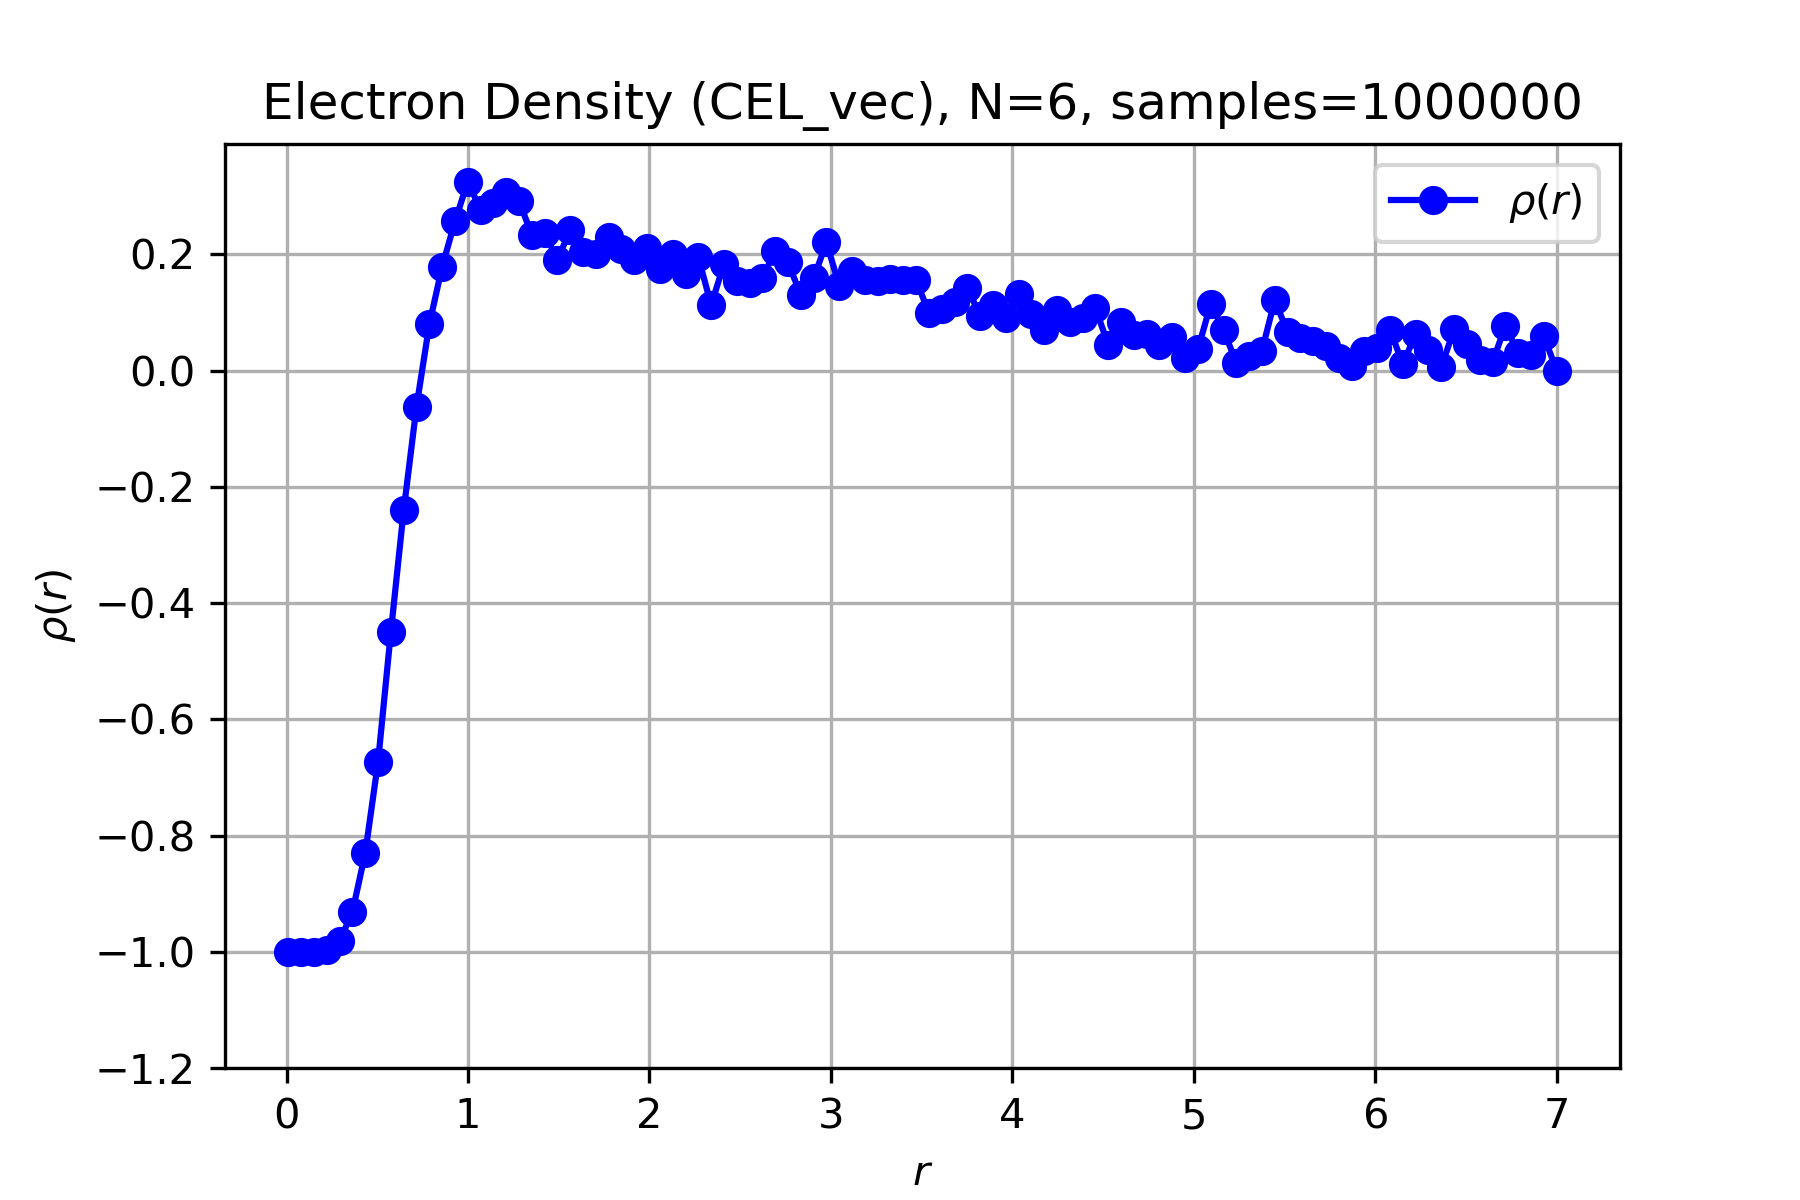 Electron Density (CEL_vec), N=6, samples=1000000
ρ(r)
0.2
0.0
−0.2
−0.4
−0.6
−0.8
−1.0
−1.2
ρ(r)
0 1 2 3 4 5 6 7
r